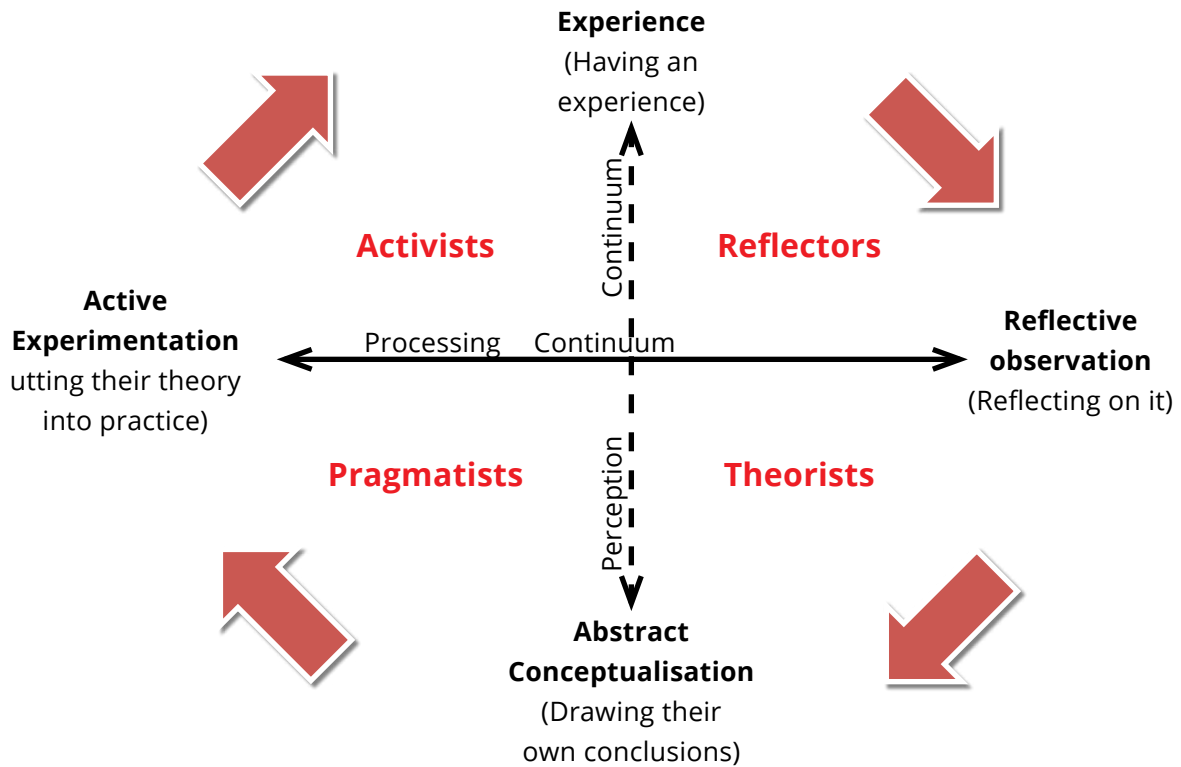 Experience
(Having an
experience)
Continuum
Activists
Reflectors
Active
Experimentation
utting their theory
into practice)
Processing Continuum
Reflective
observation
(Reflecting on it)
Pragmatists
Theorists
Perception
Abstract
Conceptualisation
(Drawing their
own conclusions)